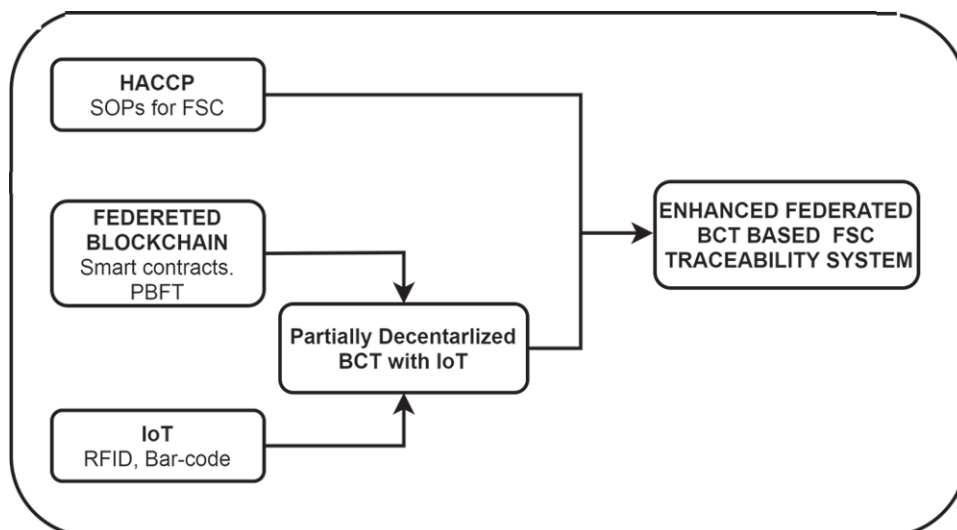 HACCP
SOPs for FSC
FEDERETED
BLOCKCHAIN
Smart contracts.
PBFT
Partially Decentarlized
BCT with IoT
IoT
RFID, Bar-code
ENHANCED FEDERATED
BCT BASED FSC
TRACEABILITY SYSTEM